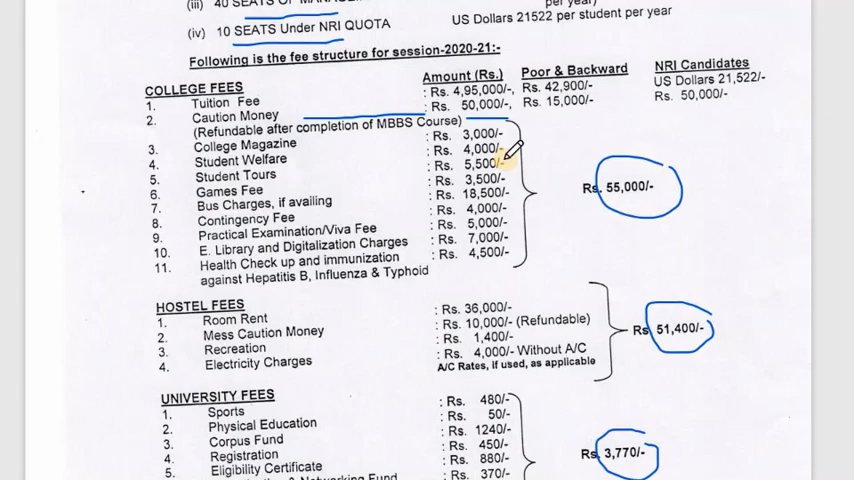 (iii) 40 SEATS OF
per year)
(iv) 10 SEATS Under NRI QUOTA US Dollars 21522 per student per year
Following is the fee structure for session-2020-21:-
COLLEGE FEES Amount (Rs.) Poor & Backward NRI Candidates
1. Tuition Fee : Rs. 4,95,000/-, Rs. 42,900/- US Dollars 21,522/-
2. Caution Money : Rs. 50,000/-, Rs. 15,000/- Rs. 50,000/-
(Refundable after completion of MBBS Course)
3. College Magazine : Rs. 3,000/-
4. Student Welfare : Rs. 4,000/-
5. Student Tours : Rs. 5,500/-
6. Games Fee : Rs. 3,500/-
7. Bus Charges, if availing : Rs. 18,500/-
8. Contingency Fee : Rs. 4,000/-
9. Practical Examination/Viva Fee : Rs. 5,000/-
10. E. Library and Digitalization Charges : Rs. 7,000/-
11. Health Check up and immunization : Rs. 4,500/-
against Hepatitis B, Influenza & Typhoid
Rs. 55,000/-
HOSTEL FEES
1. Room Rent : Rs. 36,000/-
2. Mess Caution Money : Rs. 10,000/- (Refundable)
3. Recreation : Rs. 1,400/-
4. Electricity Charges : Rs. 4,000/- Without A/C
A/C Rates, if used, as applicable
Rs 51,400/-
UNIVERSITY FEES
1. Sports : Rs. 480/-
2. Physical Education : Rs. 50/-
3. Corpus Fund : Rs. 1240/-
4. Registration : Rs. 450/-
5. Eligibility Certificate : Rs. 880/-
& Networking Fund : Rs. 370/-
Rs. 3,770/-